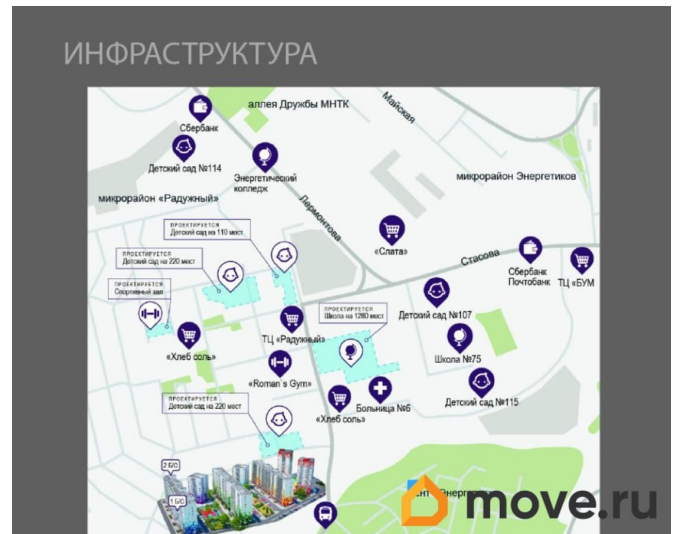 ИНФРАСТРУКТУРА
аллея Дружбы МНТК
Майская
Сбербанк
Детский сад №114
Энергетический
колледж
микрорайон Энергетиков
микрорайон «Радужный»
Лермонтова
ПРОЕКТИРУЕТСЯ
Детский сад на 110 мест
«Слата»
Стасова
ПРОЕКТИРУЕТСЯ
Детский сад на 220 мест
Сбербанк
Почтобанк
ТЦ «БУМ
ПРОЕКТИРУЕТСЯ
Спортивный зал
ПРОЕКТИРУЕТСЯ
Школа на 1280 мест
Детский сад №107
ТЦ «Радужный»
«Хлеб соль»
Школа №75
«Roman`s Gym»
ПРОЕКТИРУЕТСЯ
Детский сад на 220 мест
«Хлеб соль»
Больница №6
Детский сад №115
2 Б/С
1 Б/С
move.ru